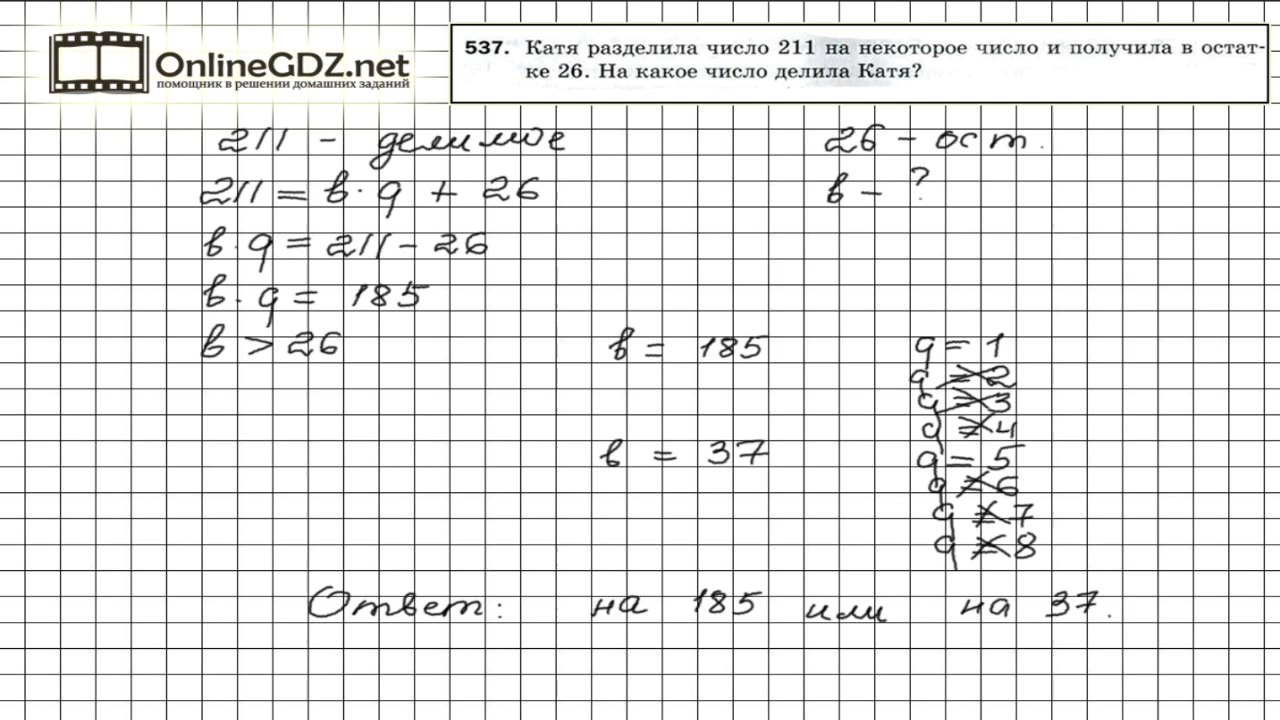 OnlineGDZ.net
помощник в решении домашних заданий
537. Катя разделила число 211 на некоторое число и получила в остат-
ке 26. На какое число делила Катя?
211 - делимое
26 - ост.
211 = в · q + 26
в - ?
в · q = 211 - 26
в · q = 185
в > 26
в = 185
q = 1
q = 2
q = 3
q = 4
в = 37
q = 5
q = 6
q = 7
q = 8
Ответ: на 185 или на 37.